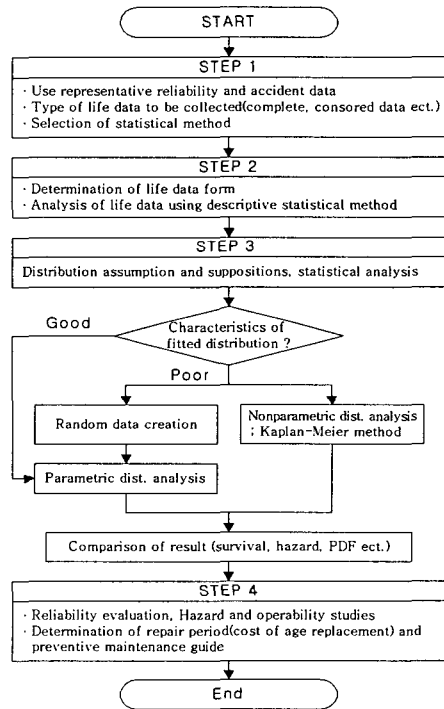 START
STEP 1
· Use representative reliability and accident data
· Type of life data to be collected(complete, consored data ect.)
· Selection of statistical method
STEP 2
· Determination of life data form
· Analysis of life data using descriptive statistical method
STEP 3
Distribution assumption and suppositions, statistical analysis
Good
Characteristics of
fitted distribution ?
Poor
Random data creation
Nonparametric dist. analysis
; Kaplan-Meier method
Parametric dist. analysis
Comparison of result (survival, hazard, PDF ect.)
STEP 4
· Reliability evaluation, Hazard and operability studies
· Determination of repair period(cost of age replacement) and
preventive maintenance guide
End